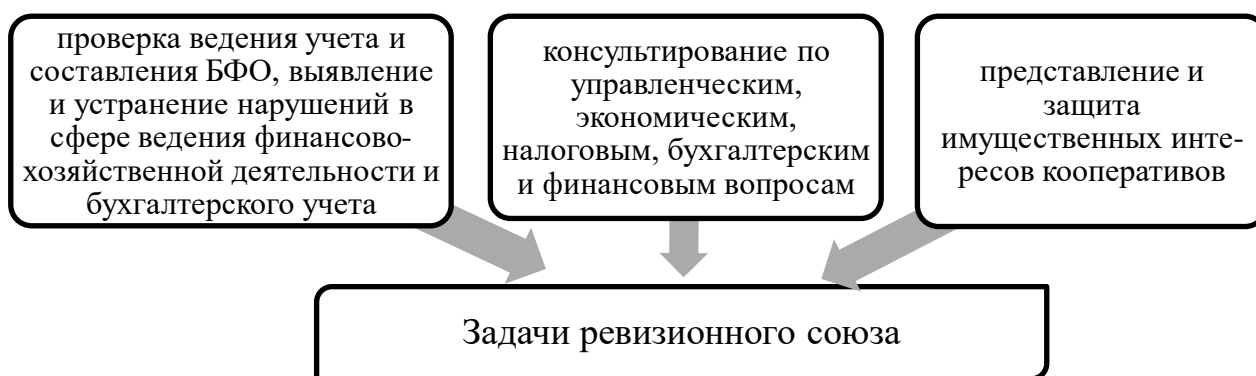 проверка ведения учета и
составления БФО, выявление
и устранение нарушений в
сфере ведения финансово-
хозяйственной деятельности и
бухгалтерского учета
консультирование по
управленческим,
экономическим,
налоговым, бухгалтерским
и финансовым вопросам
представление и
защита
имущественных инте-
ресов кооперативов
Задачи ревизионного союза